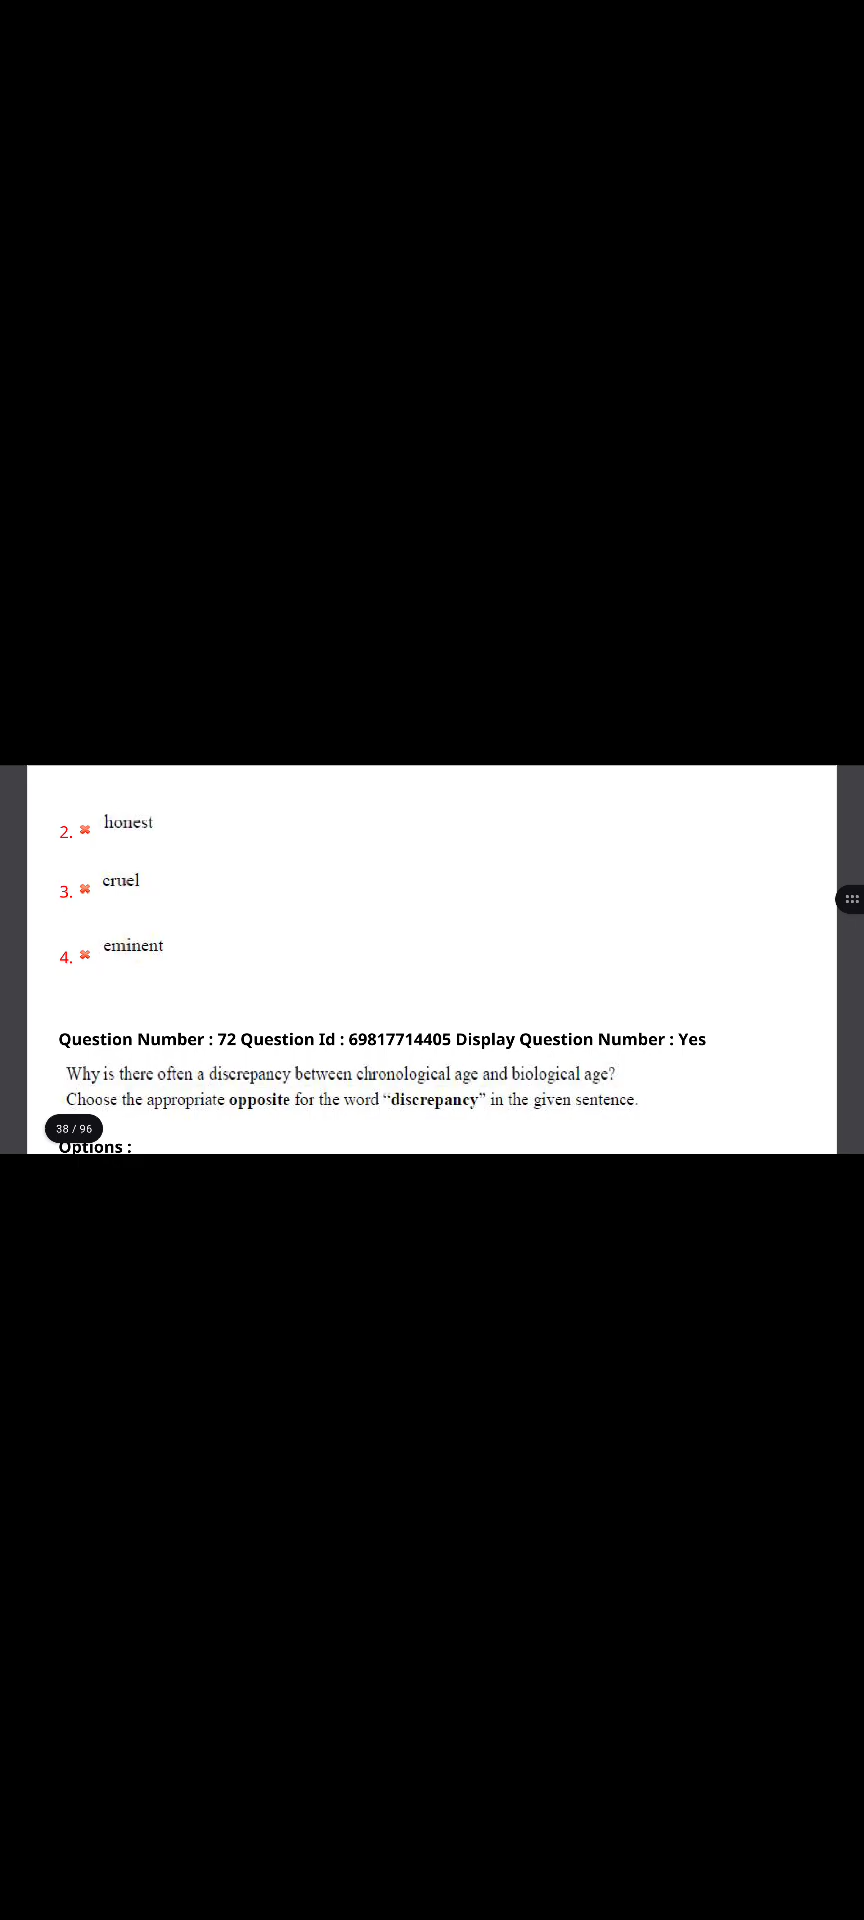 honest
2.
cruel
3.
eminent
4.
Question Number : 72 Question Id : 69817714405 Display Question Number : Yes
Why is there often a discrepancy between chronological age and biological age?
Choose the appropriate opposite for the word “discrepancy” in the given sentence.
38 / 96
Options :